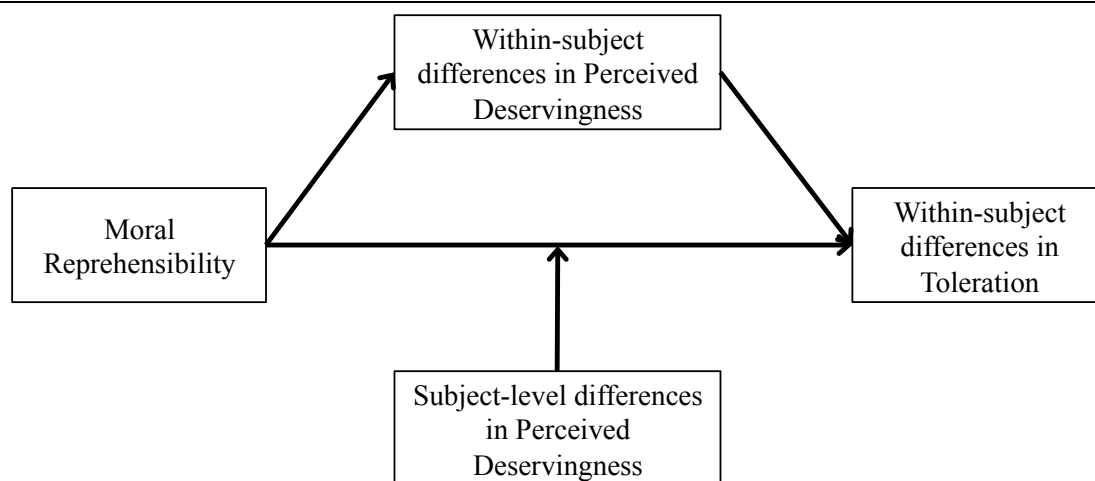 Within-subject
differences in Perceived
Deservingness
Moral
Reprehensibility
Within-subject
differences in
Toleration
Subject-level differences
in Perceived
Deservingness